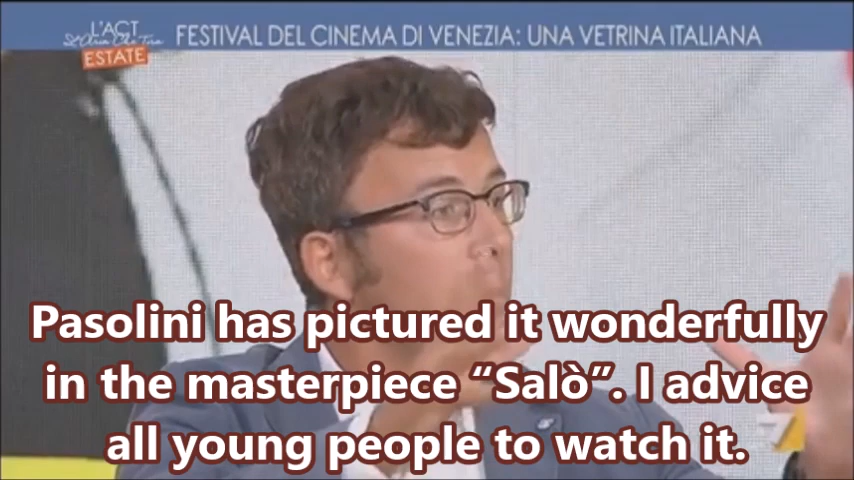 L'ARIA CHE TIRA
ESTATE
FESTIVAL DEL CINEMA DI VENEZIA: UNA VETRINA ITALIANA
Pasolini has pictured it wonderfully
in the masterpiece “Salò”. I advice
all young people to watch it.